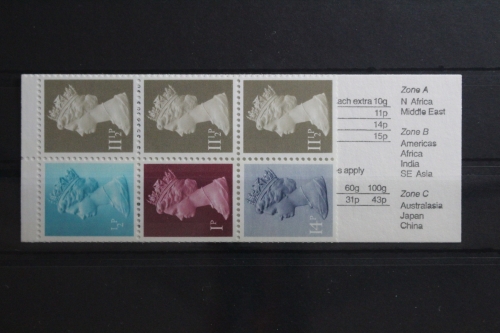 11½P
11½P
11½P
½P
1P
14P
ach extra 10g
11p
14p
15p
s apply
60g 100g
31p 43p
Zone A
N Africa
Middle East
Zone B
Americas
Africa
India
SE Asia
Zone C
Australasia
Japan
China